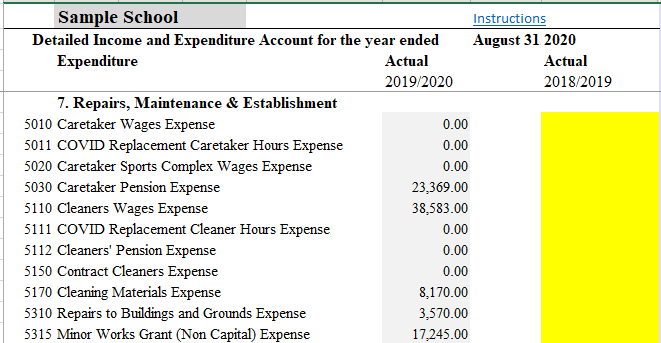 Sample School Instructions
Detailed Income and Expenditure Account for the year ended August 31 2020
Expenditure Actual Actual
2019/2020 2018/2019
7. Repairs, Maintenance & Establishment
5010 Caretaker Wages Expense 0.00
5011 COVID Replacement Caretaker Hours Expense 0.00
5020 Caretaker Sports Complex Wages Expense 0.00
5030 Caretaker Pension Expense 23,369.00
5110 Cleaners Wages Expense 38,583.00
5111 COVID Replacement Cleaner Hours Expense 0.00
5112 Cleaners' Pension Expense 0.00
5150 Contract Cleaners Expense 0.00
5170 Cleaning Materials Expense 8,170.00
5310 Repairs to Buildings and Grounds Expense 3,570.00
5315 Minor Works Grant (Non Capital) Expense 17,245.00